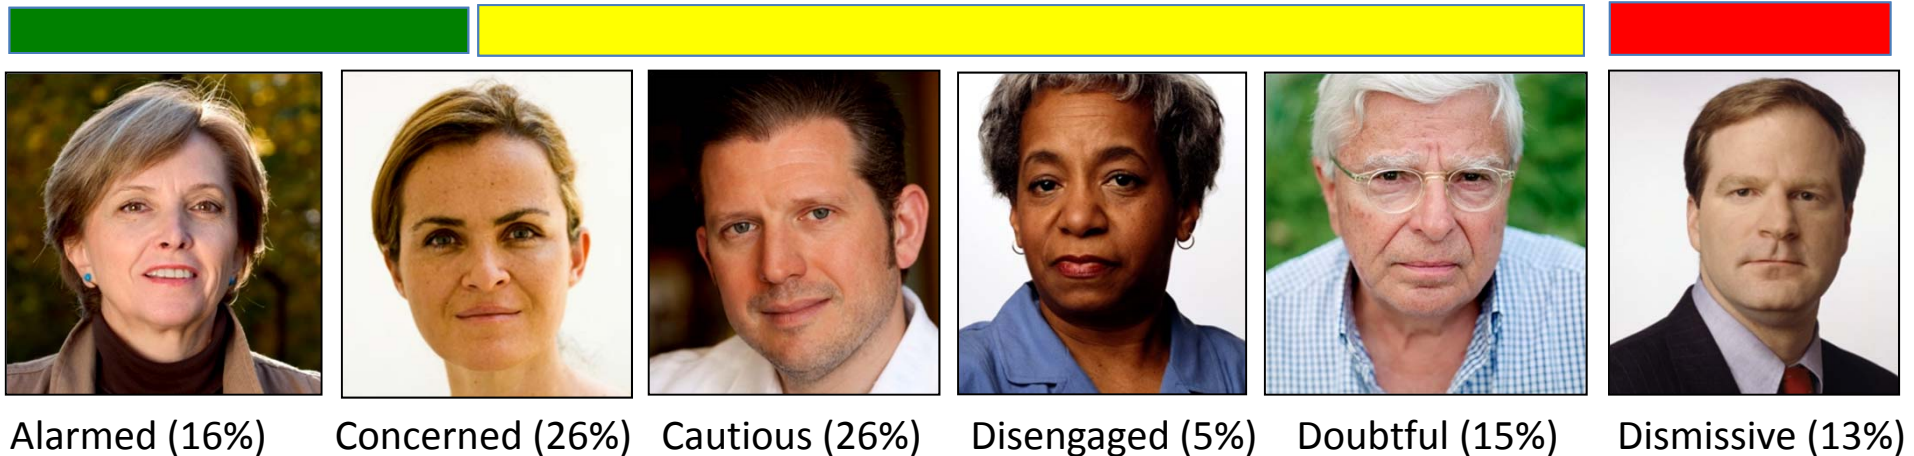 Alarmed (16%) Concerned (26%) Cautious (26%) Disengaged (5%) Doubtful (15%) Dismissive (13%)